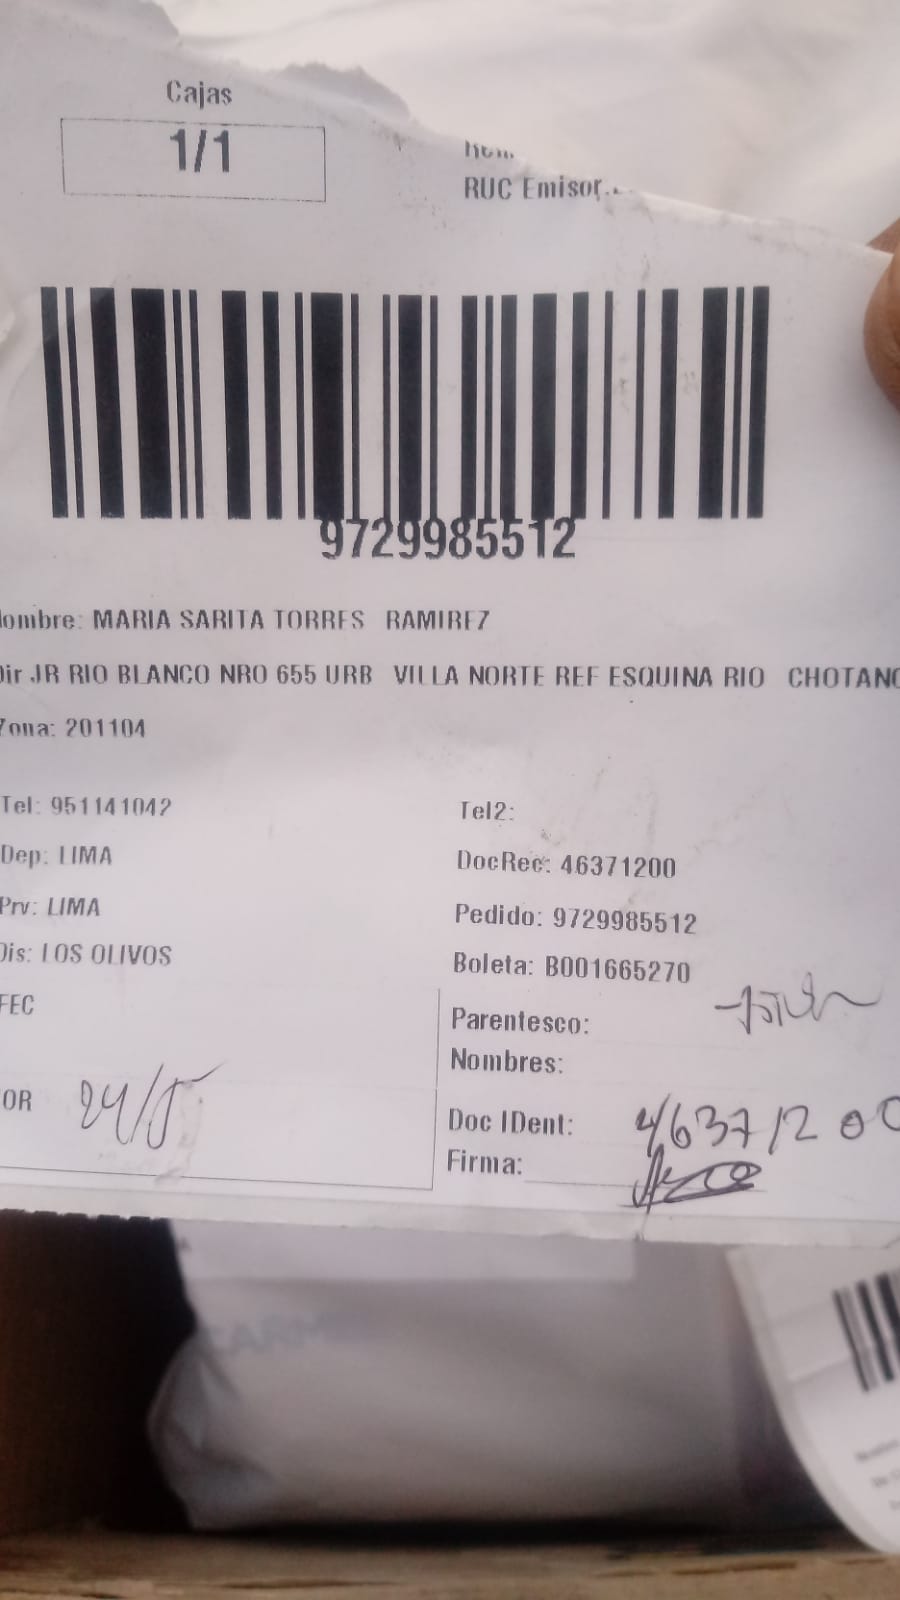 Cajas
1/1
RUC Emisor
9729985512
ombre: MARIA SARITA TORRES RAMIREZ
Dir JR RIO BLANCO NRO 655 URB VILLA NORTE REF ESQUINA RIO CHOTANO
Zona: 201104
Tel: 951141042 Tel2:
Dep: LIMA DocRec: 46371200
Prv: LIMA Pedido: 9729985512
Dis: LOS OLIVOS Boleta: B001665270
FEC
Parentesco:
Nombres:
OR 24/5
Doc IDent: 46371200
Firma: